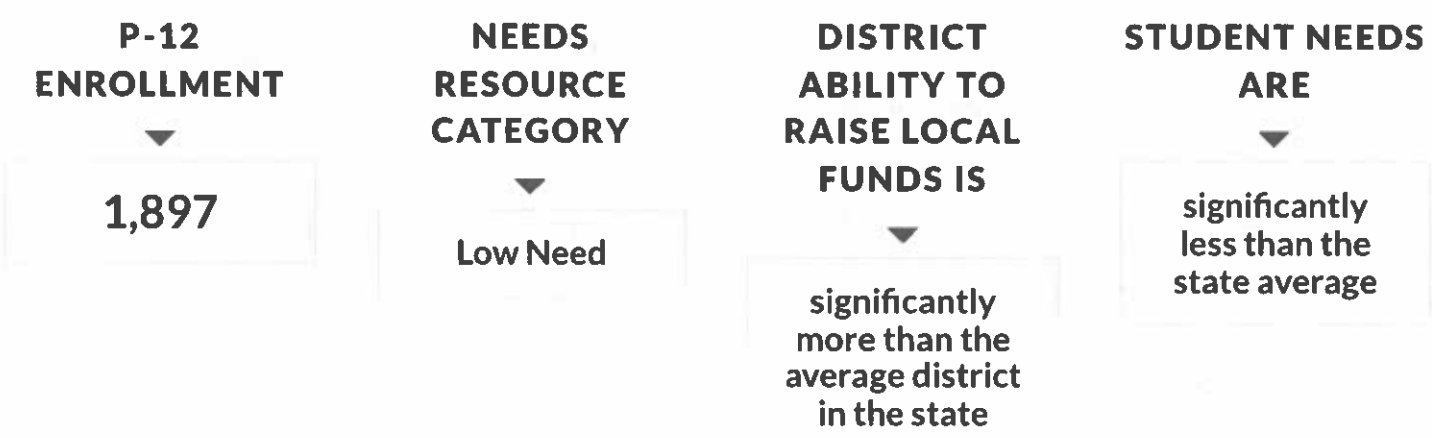 P-12
ENROLLMENT
1,897
NEEDS
RESOURCE
CATEGORY
Low Need
DISTRICT
ABILITY TO
RAISE LOCAL
FUNDS IS
significantly
more than the
average district
in the state
STUDENT NEEDS
ARE
significantly
less than the
state average